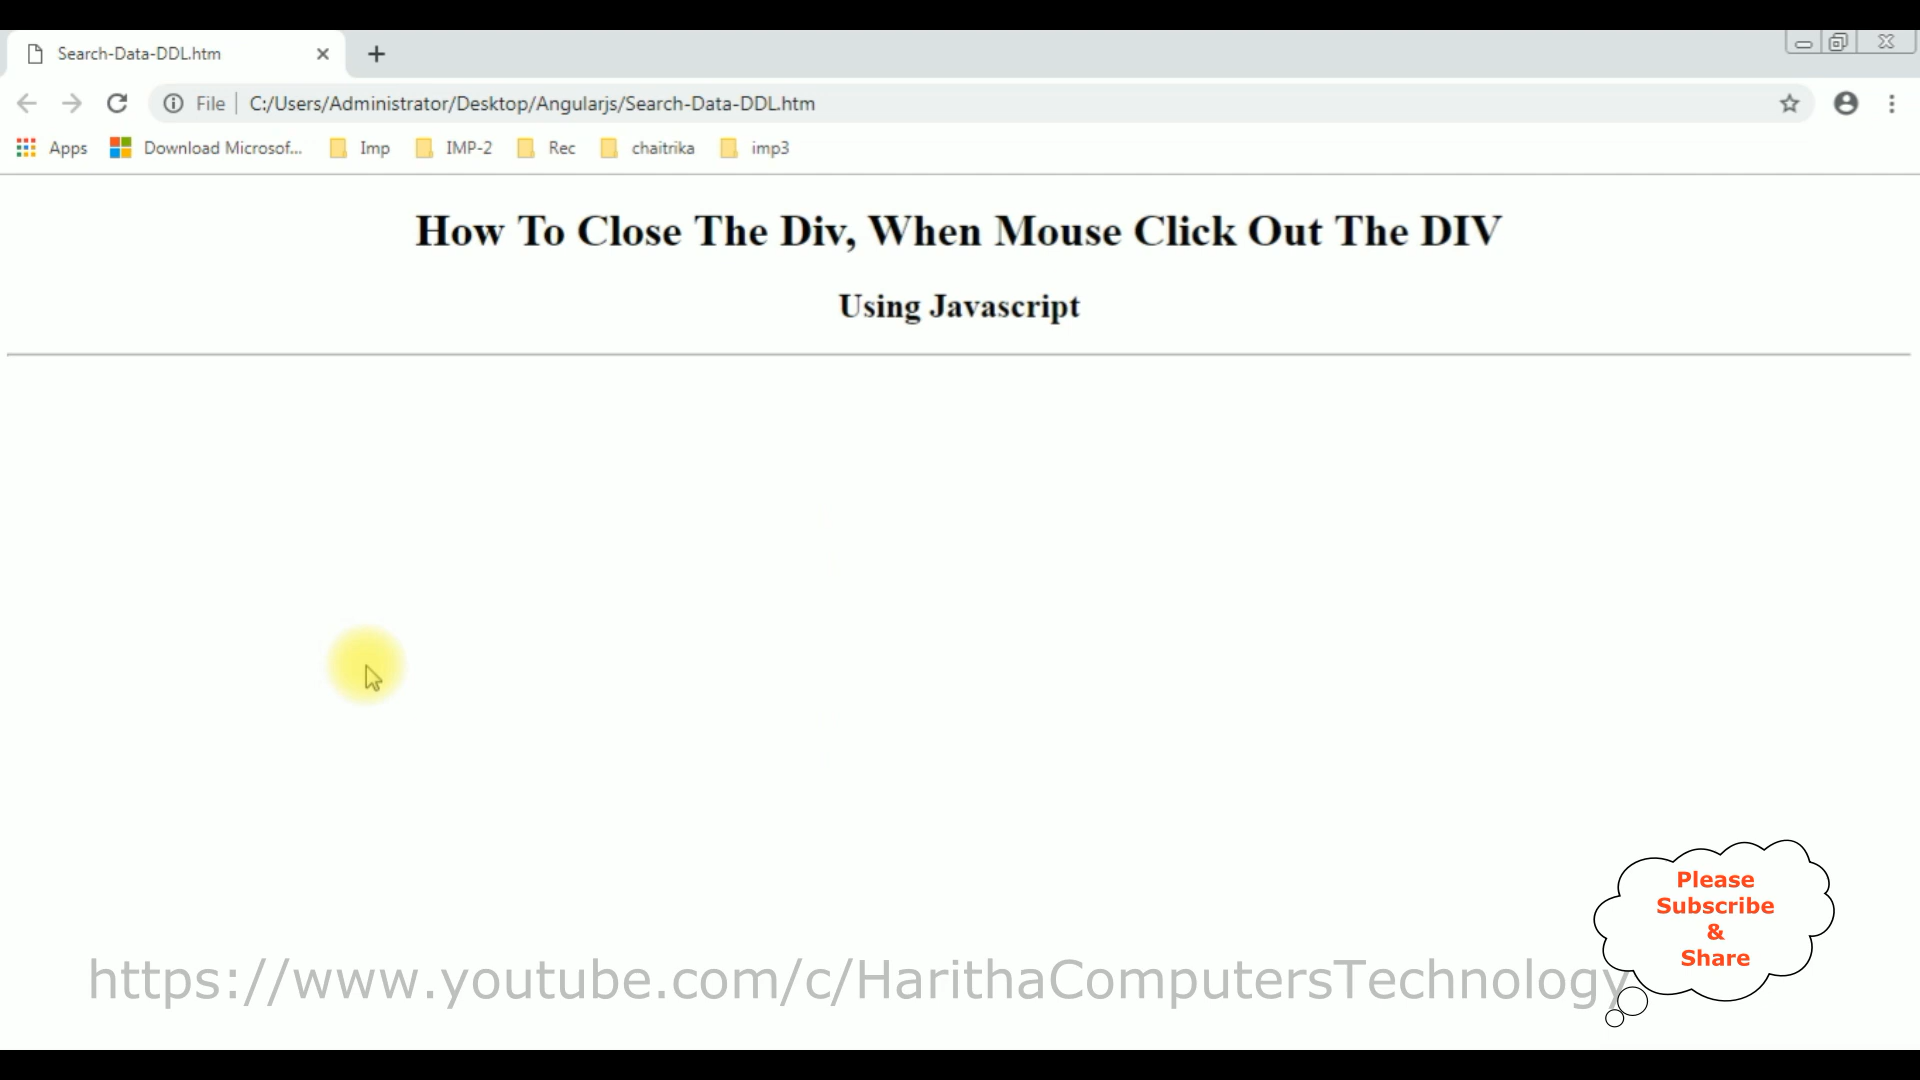 Search-Data-DDL.htm
File C:/Users/Administrator/Desktop/Angularjs/Search-Data-DDL.htm
Apps Download Microsof... Imp IMP-2 Rec chaitrika imp3
How To Close The Div, When Mouse Click Out The DIV
Using Javascript
Please
Subscribe
&
Share
https://www.youtube.com/c/HarithaComputersTechnology